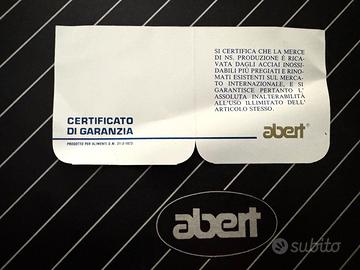 SI CERTIFICA CHE LA MERCE
DI NS. PRODUZIONE É RICA-
VATA DAGLI ACCIAI INOSSI-
DABILI PIÙ PREGIATI E RINO-
MATI ESISTENTI SUL MERCA-
TO INTERNAZIONALE, E SI
GARANTISCE PERTANTO L'
ASSOLUTA INALTERABILITÀ
ALL'USO ILLIMITATO DELL'
ARTICOLO STESSO.
CERTIFICATO
DI GARANZIA
abert®
PRODOTTO PER ALIMENTI D.M. 21-3-1973
abert
subito